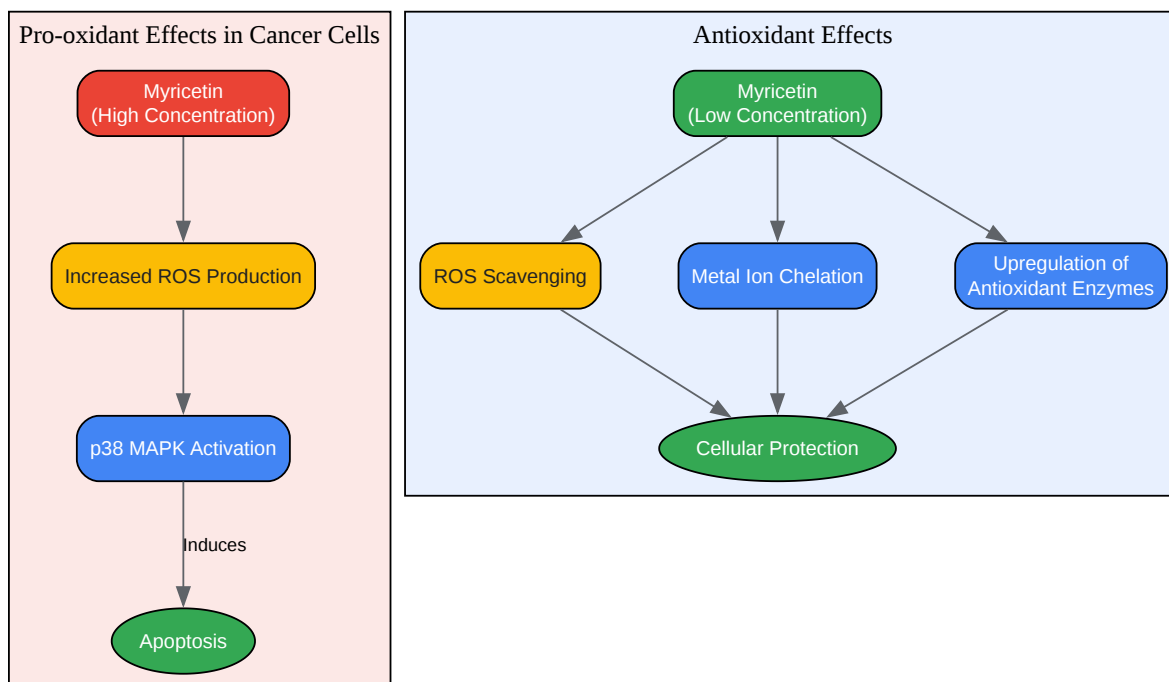 Pro-oxidant Effects in Cancer Cells
Myricetin
(High Concentration)
Increased ROS Production
p38 MAPK Activation
Induces
Apoptosis
Antioxidant Effects
Myricetin
(Low Concentration)
ROS Scavenging
Metal Ion Chelation
Upregulation of
Antioxidant Enzymes
Cellular Protection